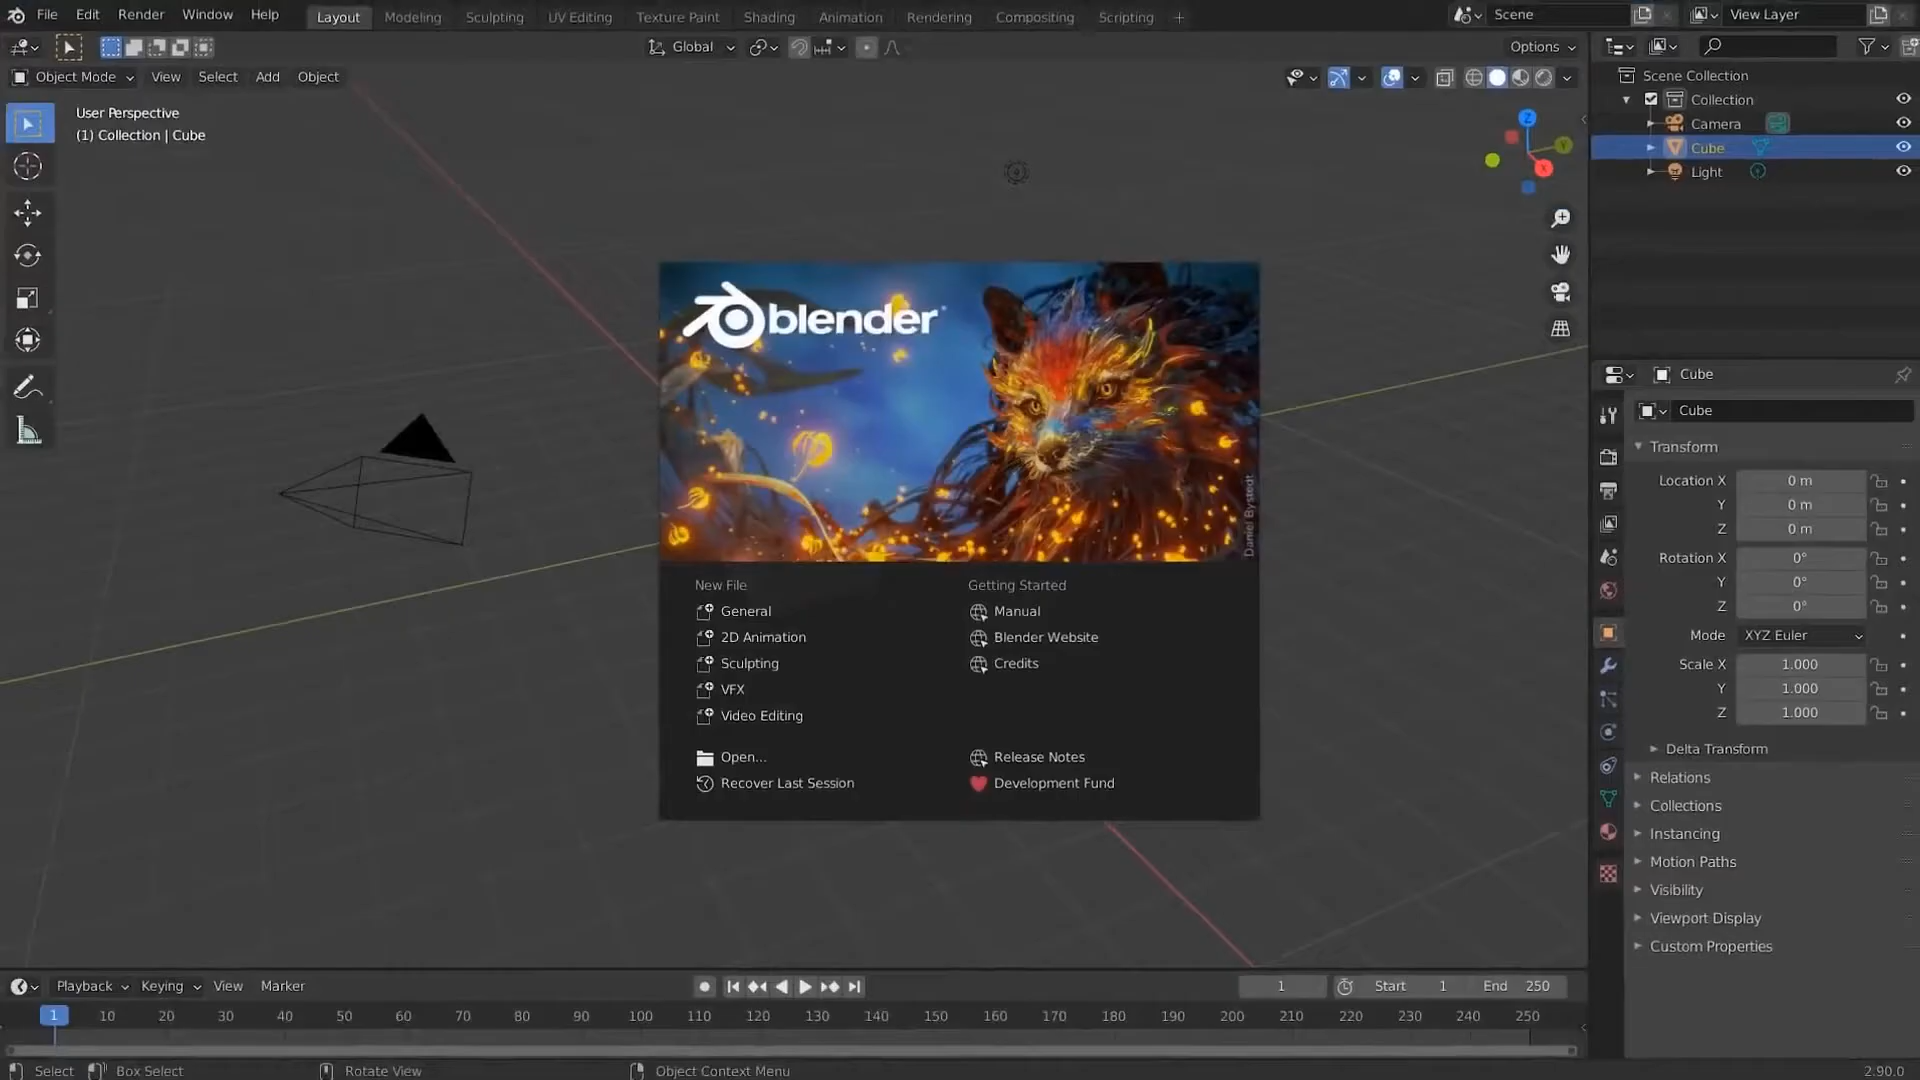 File Edit Render Window Help Layout Modeling Sculpting UV Editing Texture Paint Shading Animation Rendering Compositing Scripting + Scene View Layer
Global Options
Object Mode View Select Add Object
User Perspective
(1) Collection | Cube
Z
Y
X
Scene Collection
Collection
Camera
Cube
Light
blender
Daniel Bystedt
New File
General
2D Animation
Sculpting
VFX
Video Editing
Open...
Recover Last Session
Getting Started
Manual
Blender Website
Credits
Release Notes
Development Fund
Cube
Cube
Transform
Location X 0 m
Y 0 m
Z 0 m
Rotation X 0°
Y 0°
Z 0°
Mode XYZ Euler
Scale X 1.000
Y 1.000
Z 1.000
Delta Transform
Relations
Collections
Instancing
Motion Paths
Visibility
Viewport Display
Custom Properties
Playback Keying View Marker 1 Start 1 End 250
1 10 20 30 40 50 60 70 80 90 100 110 120 130 140 150 160 170 180 190 200 210 220 230 240 250
Select Box Select Rotate View Object Context Menu 2.90.0